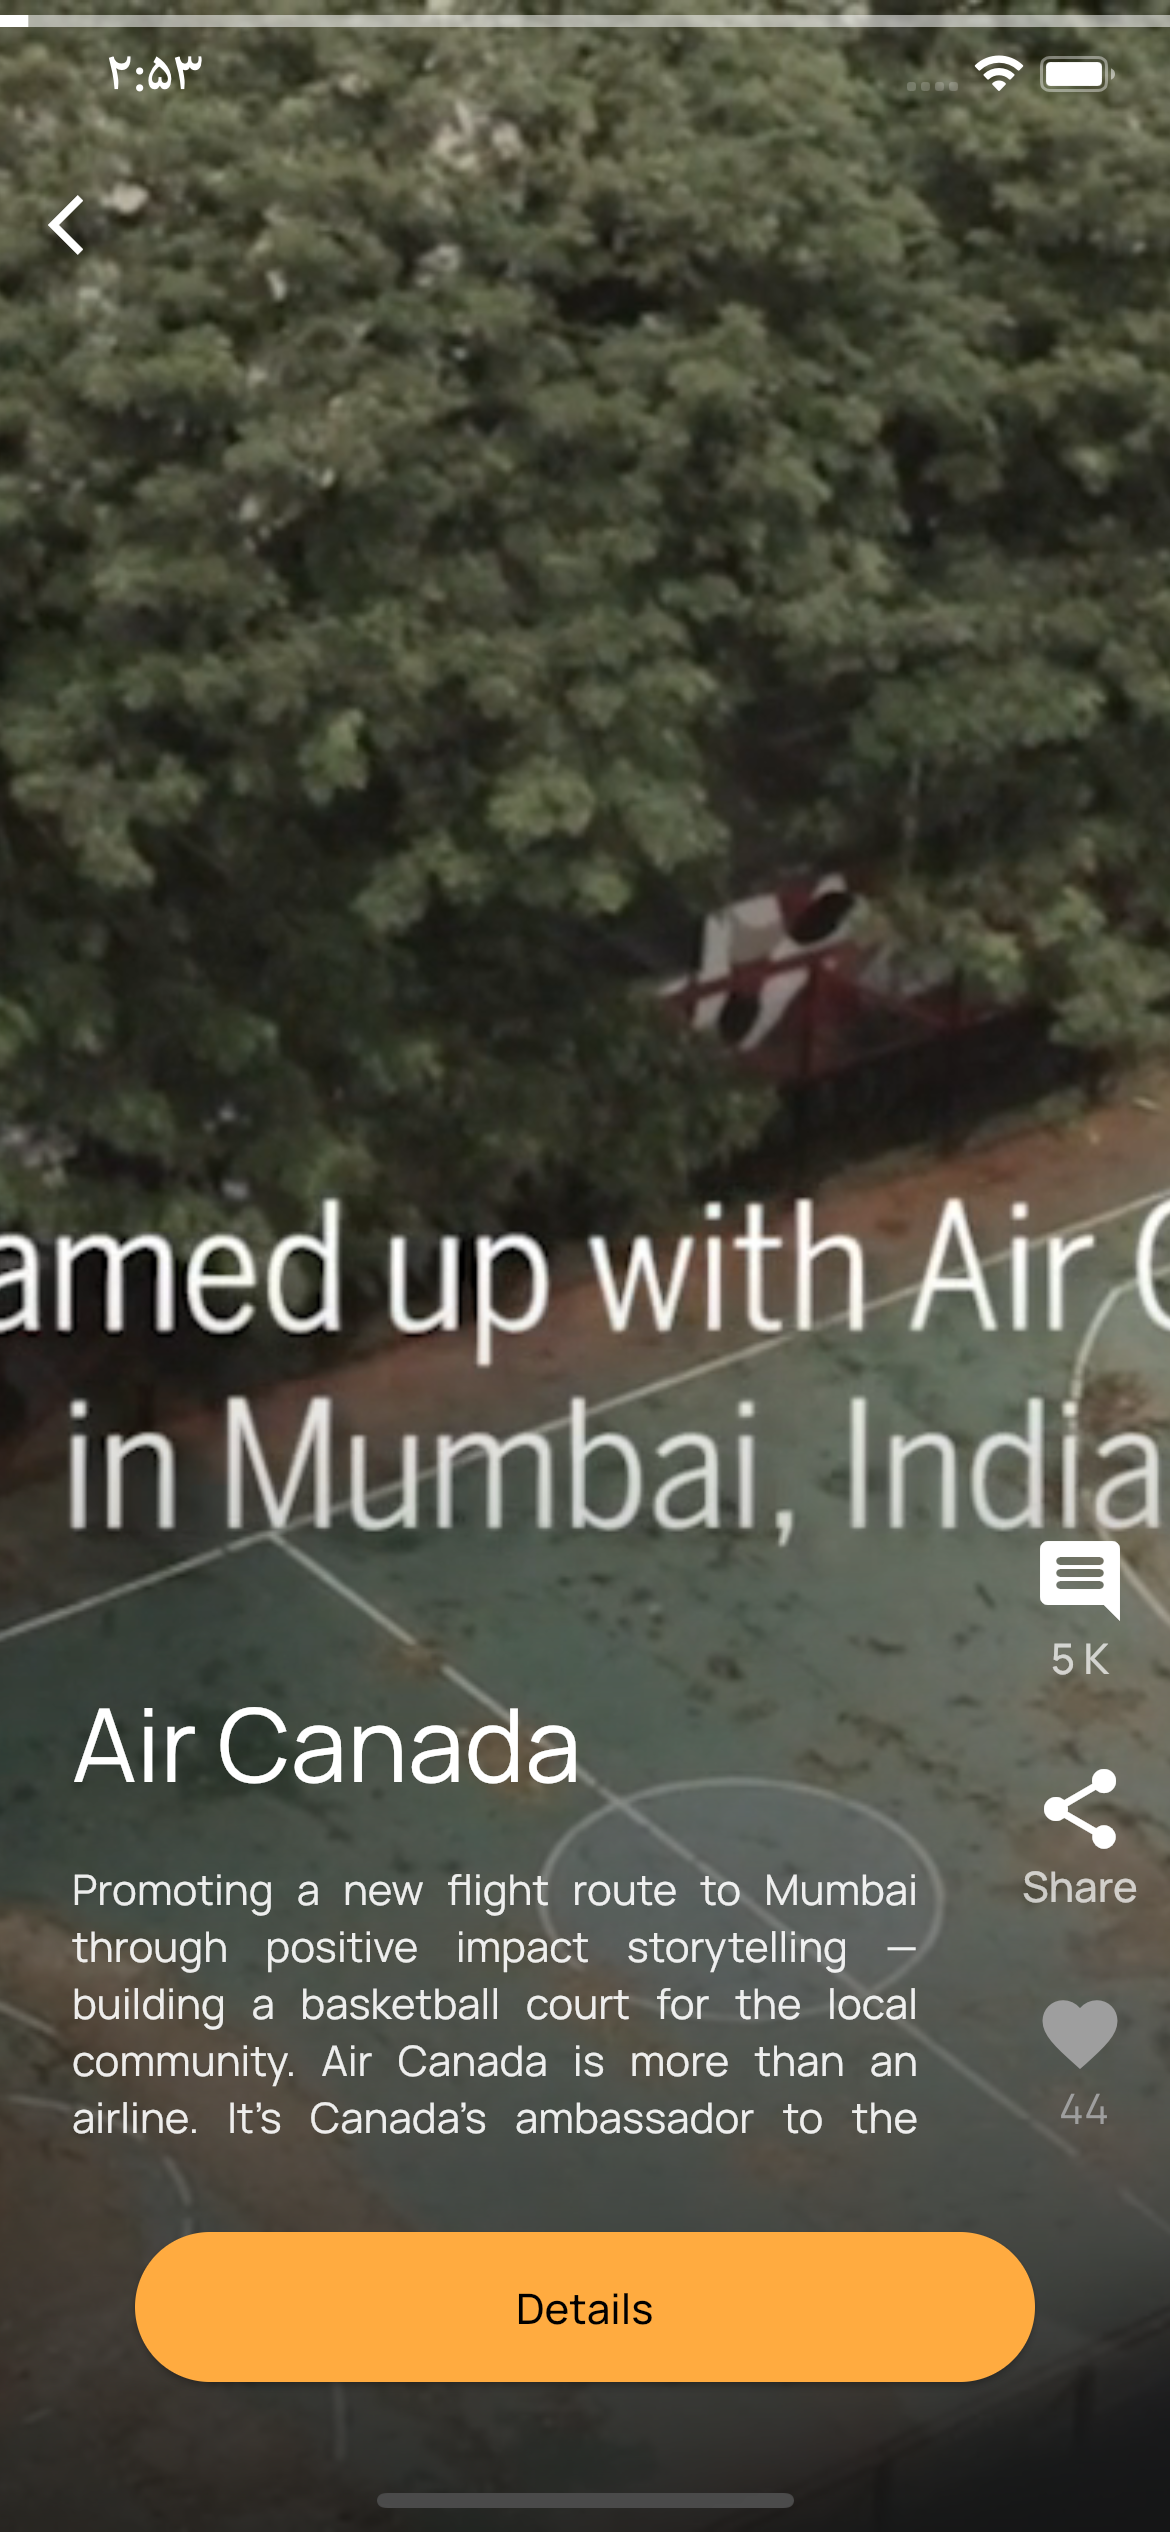 ۲:۵۳
amed up with Air
in Mumbai, India
5 K
Air Canada
Share
Promoting a new flight route to Mumbai
through positive impact storytelling —
building a basketball court for the local
community. Air Canada is more than an
airline. It's Canada's ambassador to the
44
Details